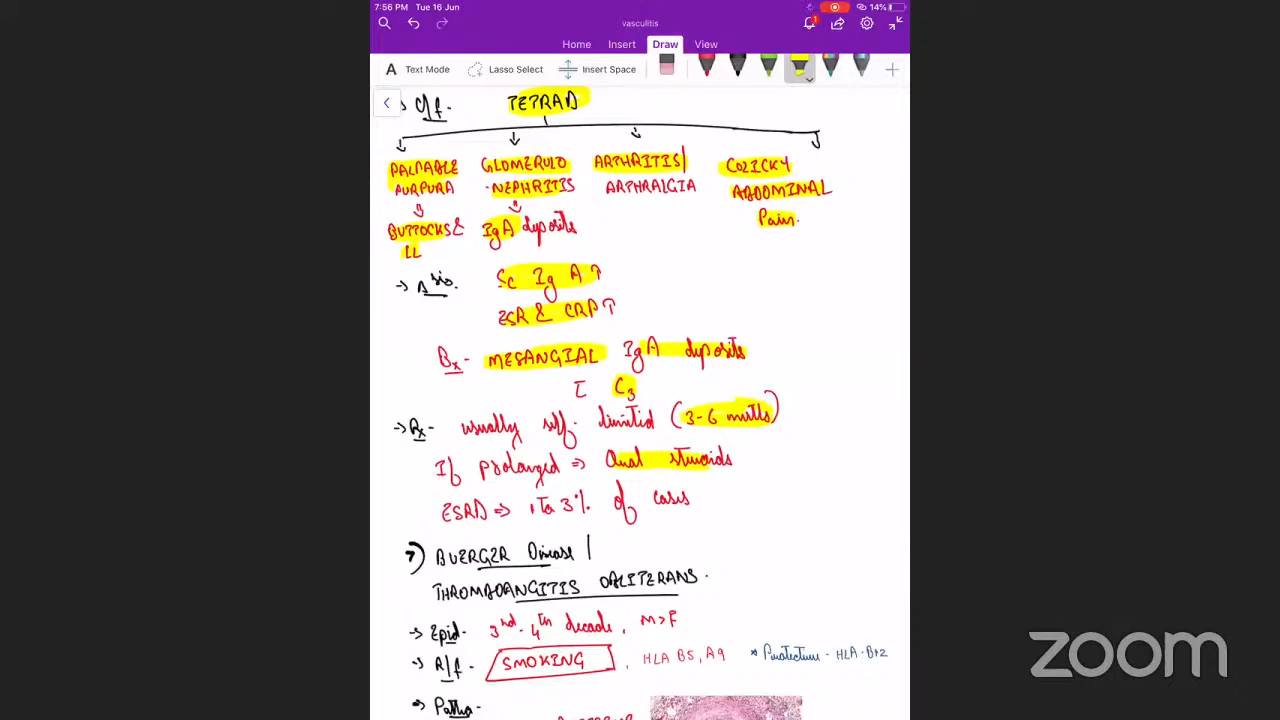 7:56 PM Tue 16 Jun
14%
vasculitis
Home Insert Draw View
A Text Mode Lasso Select Insert Space
→ C/f - TETRAD
PALPABLE PURPURA
GLOMERULO -NEPHRITIS
ARTHRITIS| ARTHRALGIA
COLICKY ABDOMINAL Pain.
BUTTOCKS & LL
IgA deposits
→ Δsis. Sc Ig A ↑
ESR & CRP ↑
Bx - MESANGIAL IgA deposits
C3
→ Rx - usually self-limited (3-6 mnths)
If prolonged ⇒ Oral steroids
ESRD ⇒ 1 to 3% of cases
7) BUERGER Disease |
THROMBOANGITIS OBLITERANS.
→ Epid - 3rd - 4th decade, M>F
→ R/f - SMOKING, HLA B5, A9 * Protective - HLA-B12
→ Patho -
zoom